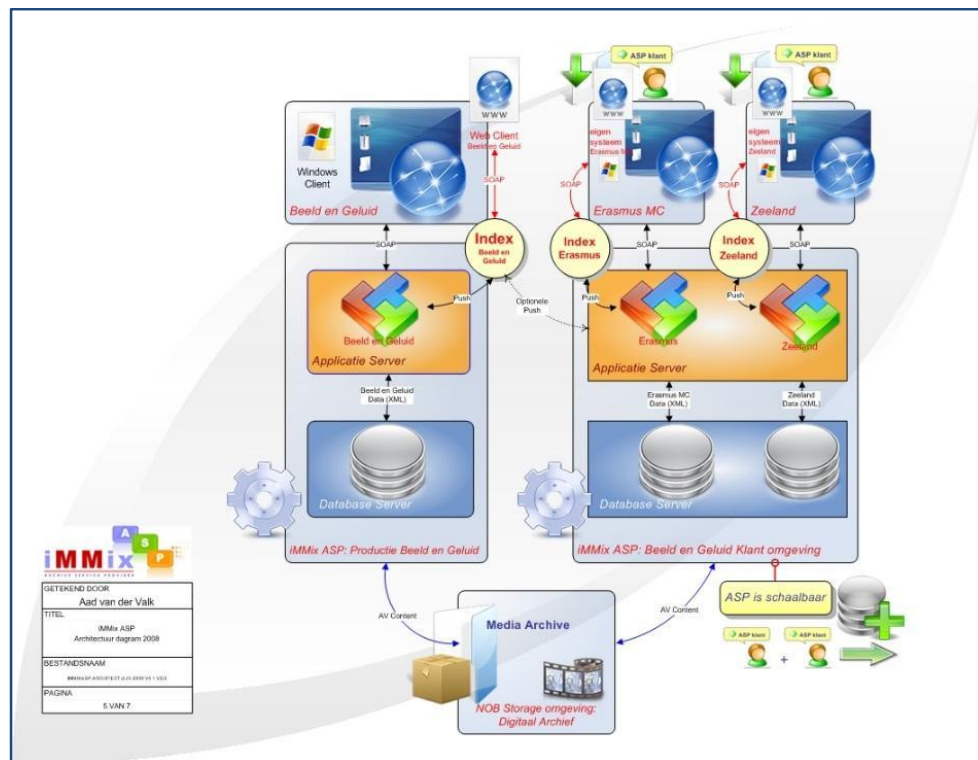 ASP klant
ASP klant
WWW
WWW
WWW
Windows
Client
Web Client
Beeld en Geluid
eigen
systeem
Erasmus M
eigen
systeem
Zeeland
SOAP
SOAP
SOAP
Beeld en Geluid
Erasmus MC
Zeeland
SOAP
Index
Beeld en
Geluid
Index
Erasmus
SOAP
Index
Zeeland
SOAP
Push
Optionele
Push
Push
Push
Beeld en Geluid
Erasmus
Zeeland
Applicatie Server
Applicatie Server
Beeld en Geluid
Data (XML)
Erasmus MC
Data (XML)
Zeeland
Data (XML)
Database Server
Database Server
iMMix ASP: Productie Beeld en Geluid
iMMix ASP: Beeld en Geluid Klant omgeving
AV Content
AV Content
Media Archive
NOB Storage omgeving:
Digitaal Archief
ASP is schaalbaar
ASP klant
ASP klant
+
A S P
iMMix
ARCHIVE SERVICE PROVIDER
GETEKEND DOOR
Aad van der Valk
TITEL
iMMix ASP
Architectuur dagram 2008
BESTANDSNAAM
PAGINA
5 VAN 7